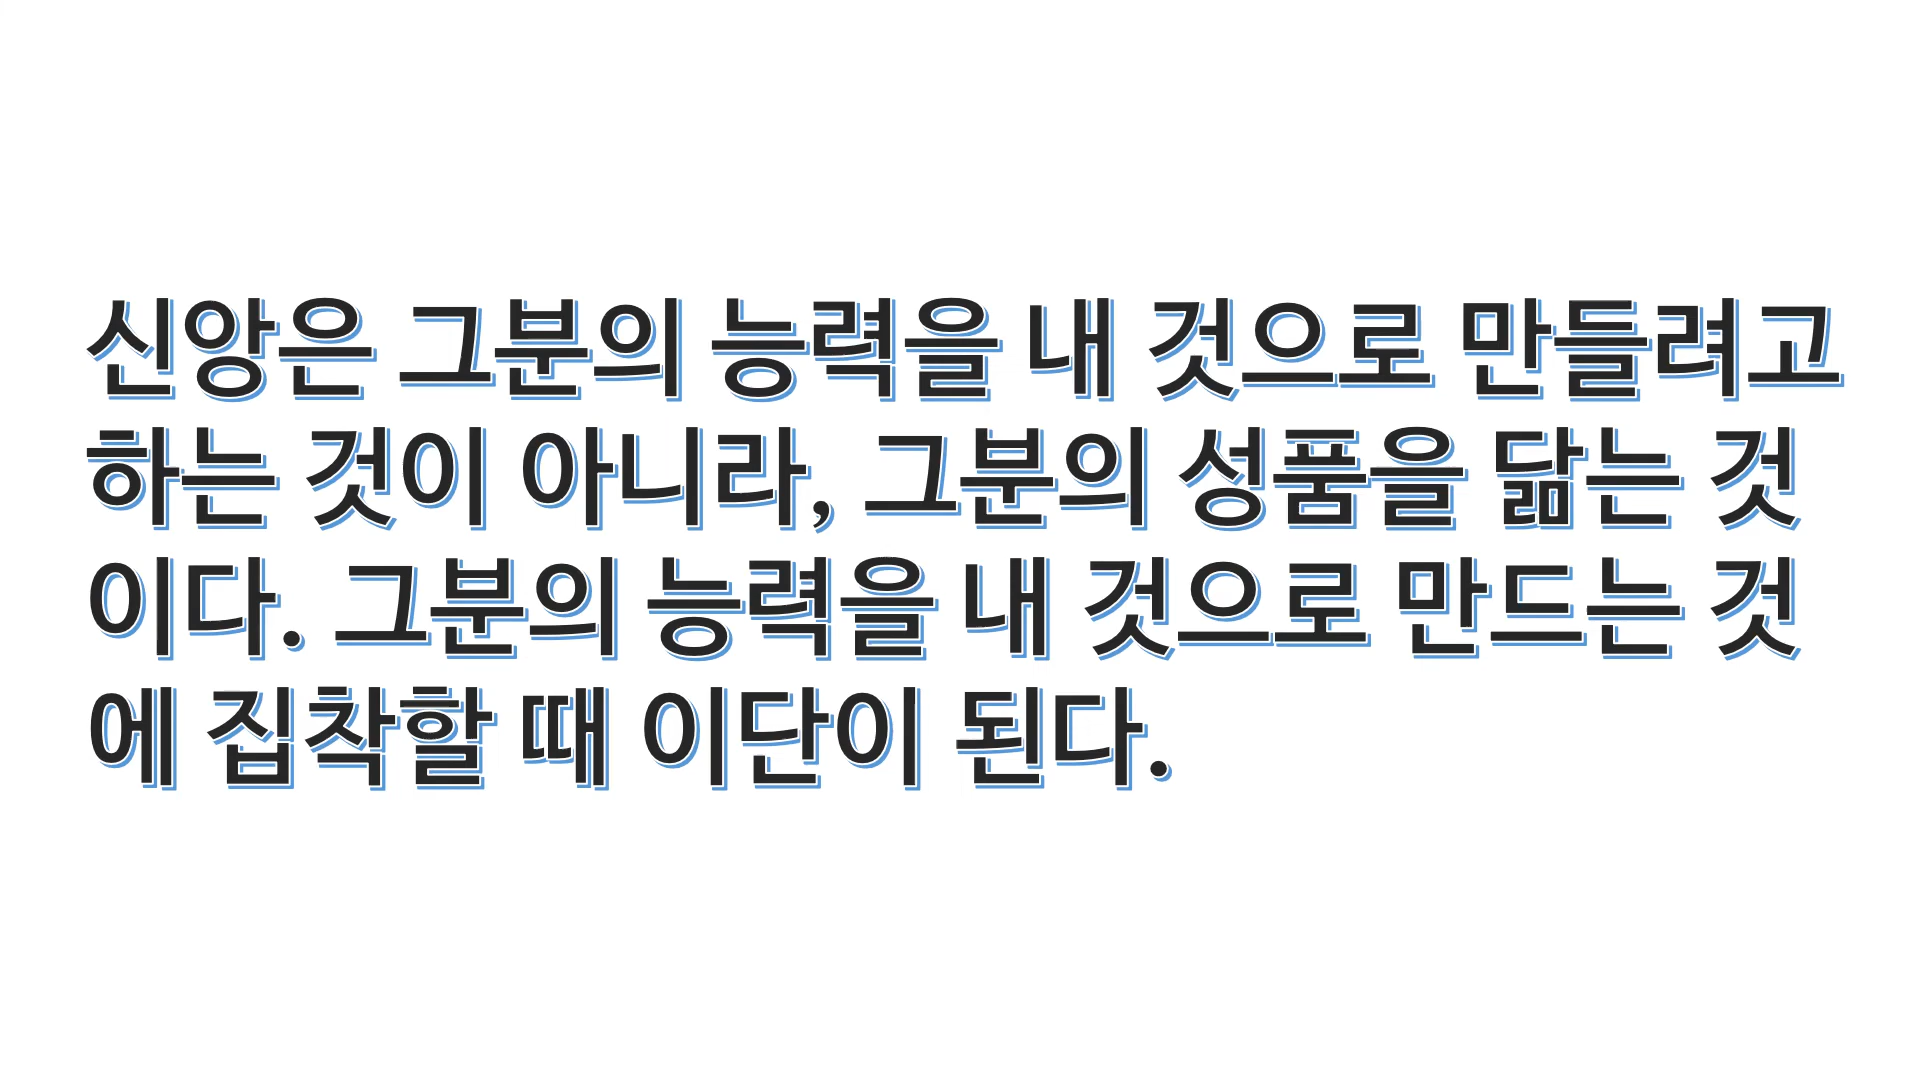 신앙은 그분의 능력을 내 것으로 만들려고
하는 것이 아니라, 그분의 성품을 닮는 것
이다. 그분의 능력을 내 것으로 만드는 것
에 집착할 때 이단이 된다.